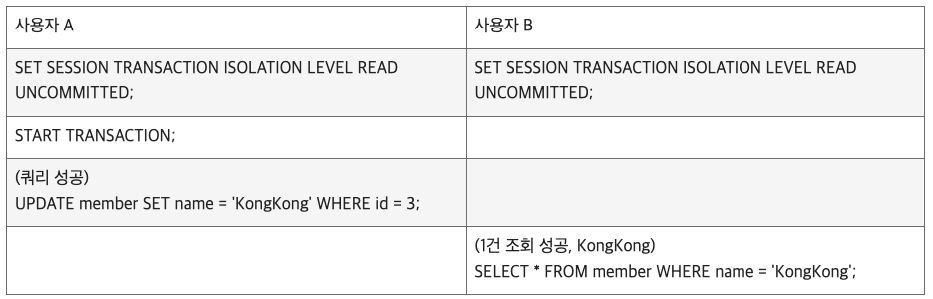 사용자 A
사용자 B
SET SESSION TRANSACTION ISOLATION LEVEL READ
UNCOMMITTED;
SET SESSION TRANSACTION ISOLATION LEVEL READ
UNCOMMITTED;
START TRANSACTION;
(쿼리 성공)
UPDATE member SET name = 'KongKong' WHERE id = 3;
(1건 조회 성공, KongKong)
SELECT * FROM member WHERE name = 'KongKong';